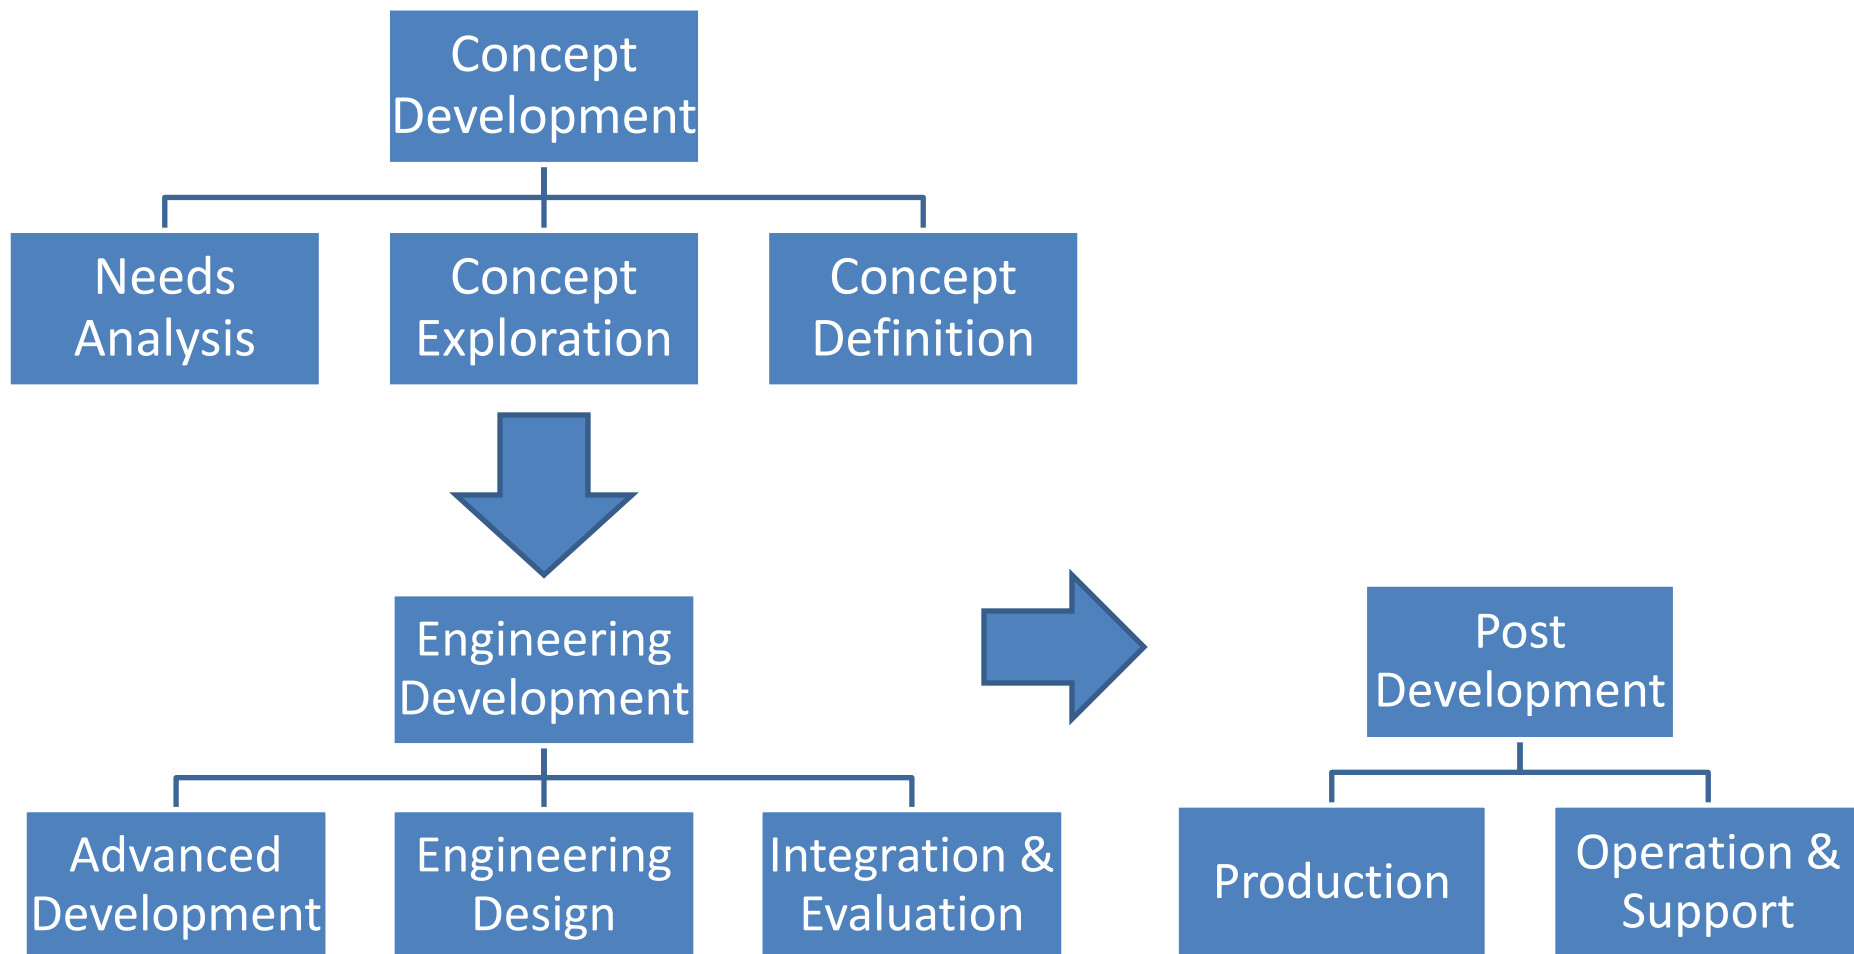 Concept
Development
Needs
Analysis
Concept
Exploration
Concept
Definition
Engineering
Development
Advanced
Development
Engineering
Design
Integration &
Evaluation
Post
Development
Production
Operation &
Support